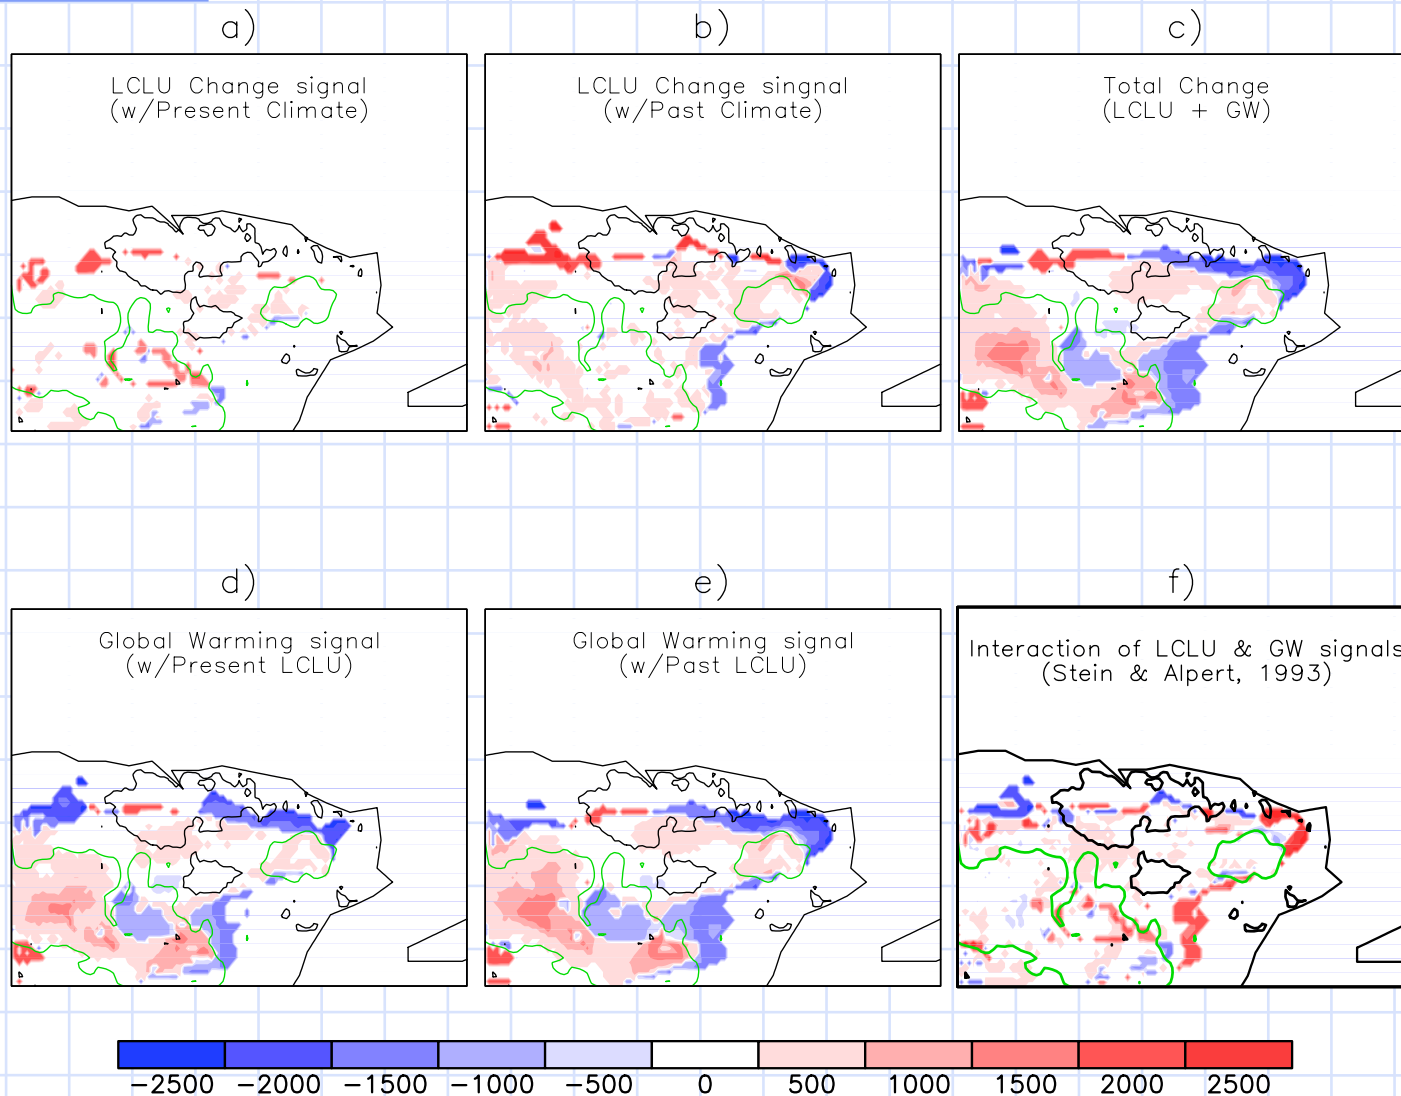 a)
b)
c)
LCLU Change signal
(w/Present Climate)
LCLU Change singnal
(w/Past Climate)
Total Change
(LCLU + GW)
d)
e)
f)
Global Warming signal
(w/Present LCLU)
Global Warming signal
(w/Past LCLU)
Interaction of LCLU & GW signals
(Stein & Alpert, 1993)
−2500 −2000 −1500 −1000 −500 0 500 1000 1500 2000 2500